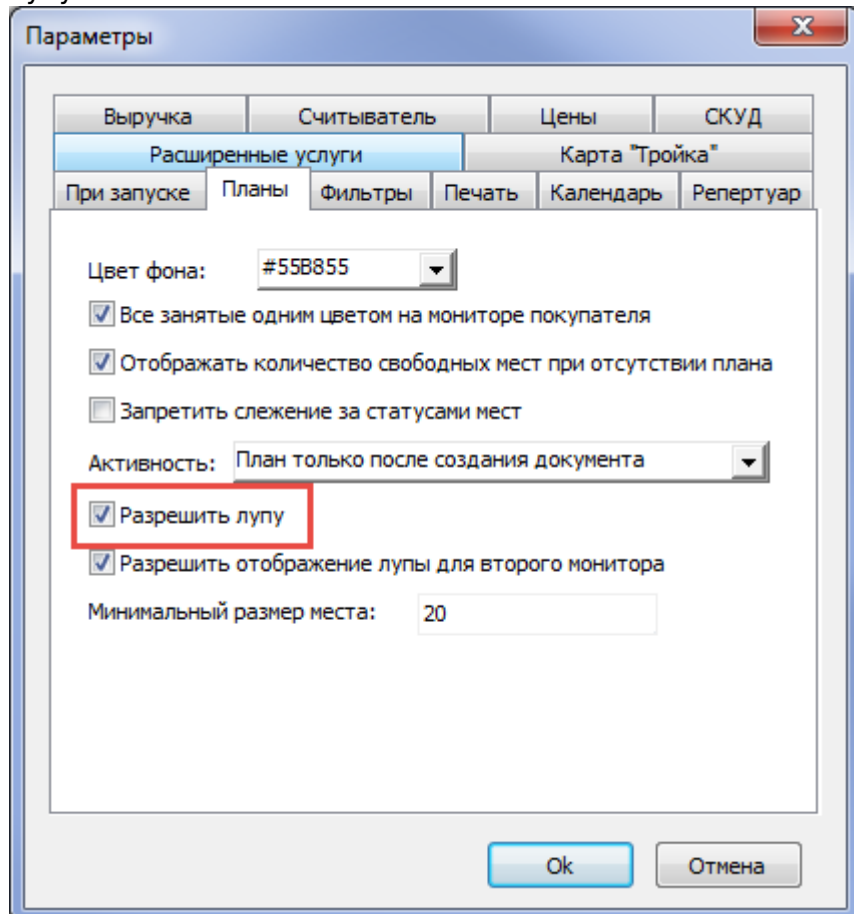 Параметры
Выручка Считыватель Цены СКУД
Расширенные услуги Карта "Тройка"
При запуске Планы Фильтры Печать Календарь Репертуар
Цвет фона: #55B855
Все занятые одним цветом на мониторе покупателя
Отображать количество свободных мест при отсутствии плана
Запретить слежение за статусами мест
Активность: План только после создания документа
Разрешить лупу
Разрешить отображение лупы для второго монитора
Минимальный размер места: 20
Ok Отмена